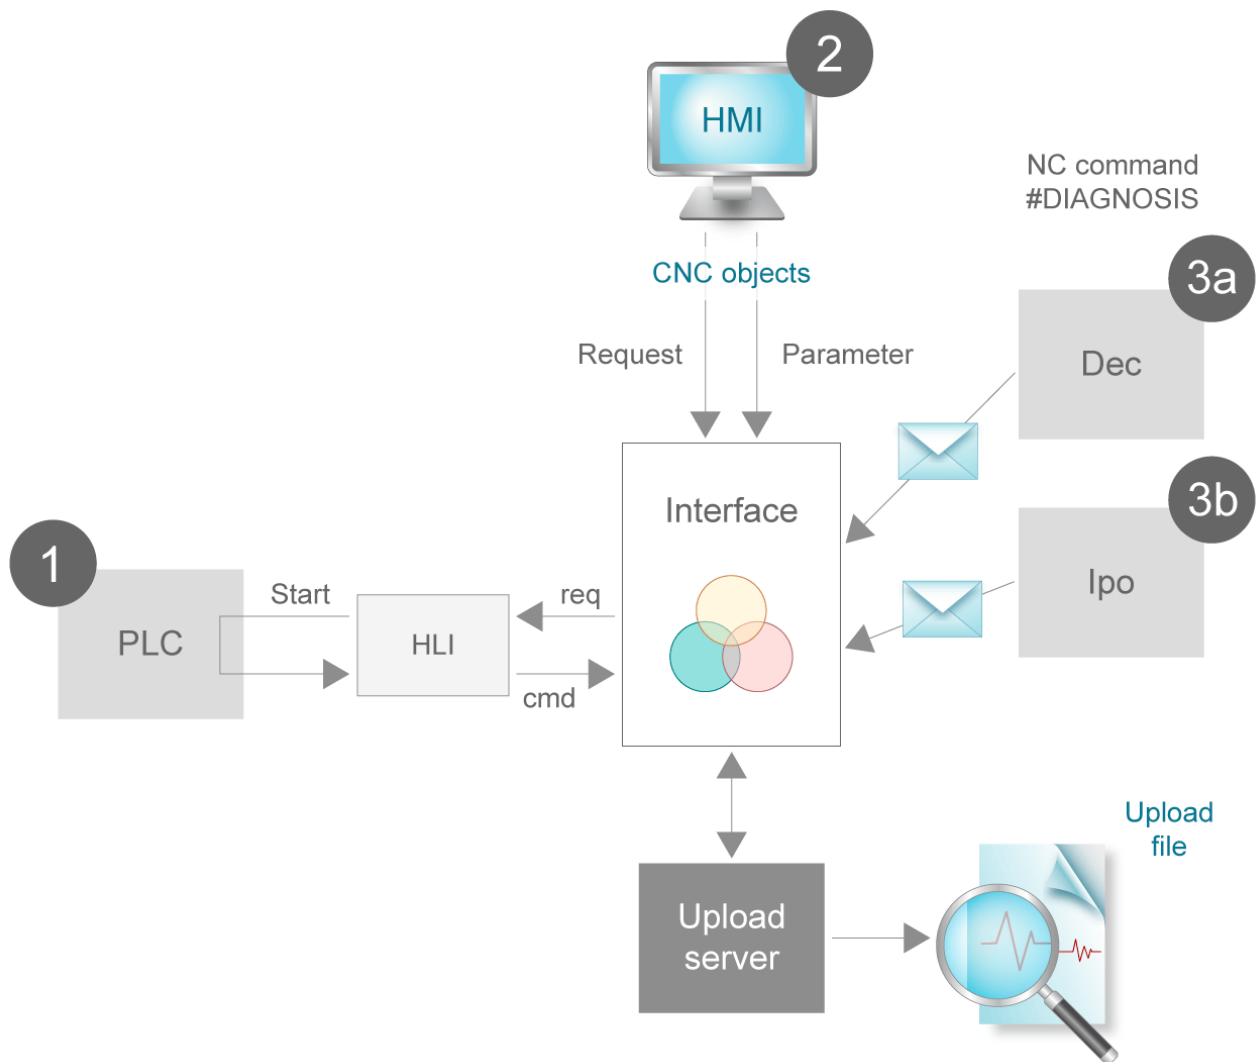 2
HMI
NC command
#DIAGNOSIS
CNC objects
3a
Request
Parameter
Dec
3b
Interface
1
Start
req
Ipo
PLC
HLI
cmd
Upload
file
Upload
server